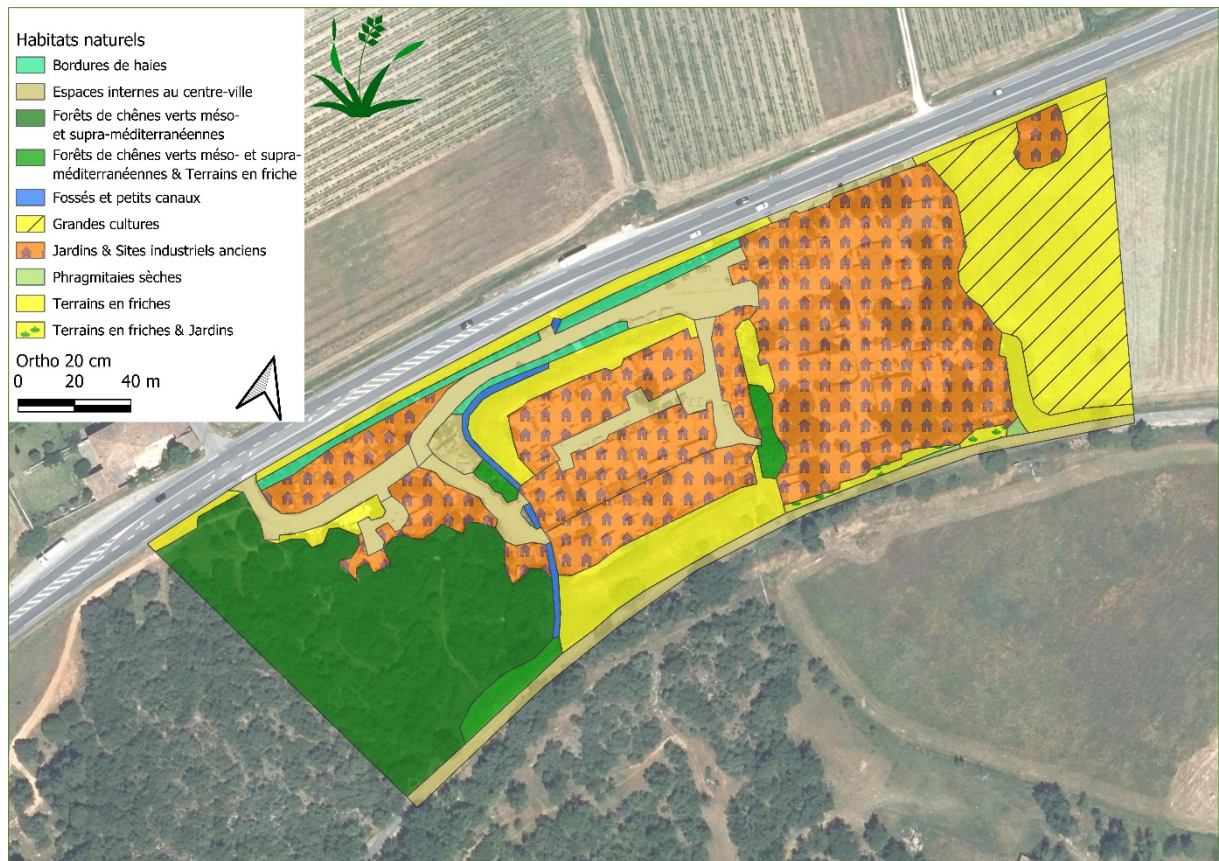 Habitats naturels
Bordures de haies
Espaces internes au centre-ville
Forêts de chênes verts méso-
et supra-méditerranéennes
Forêts de chênes verts méso- et supra-
méditerranéennes & Terrains en friche
Fossés et petits canaux
Grandes cultures
Jardins & Sites industriels anciens
Phragmitaies sèches
Terrains en friches
Terrains en friches & Jardins
Ortho 20 cm
0 20 40 m